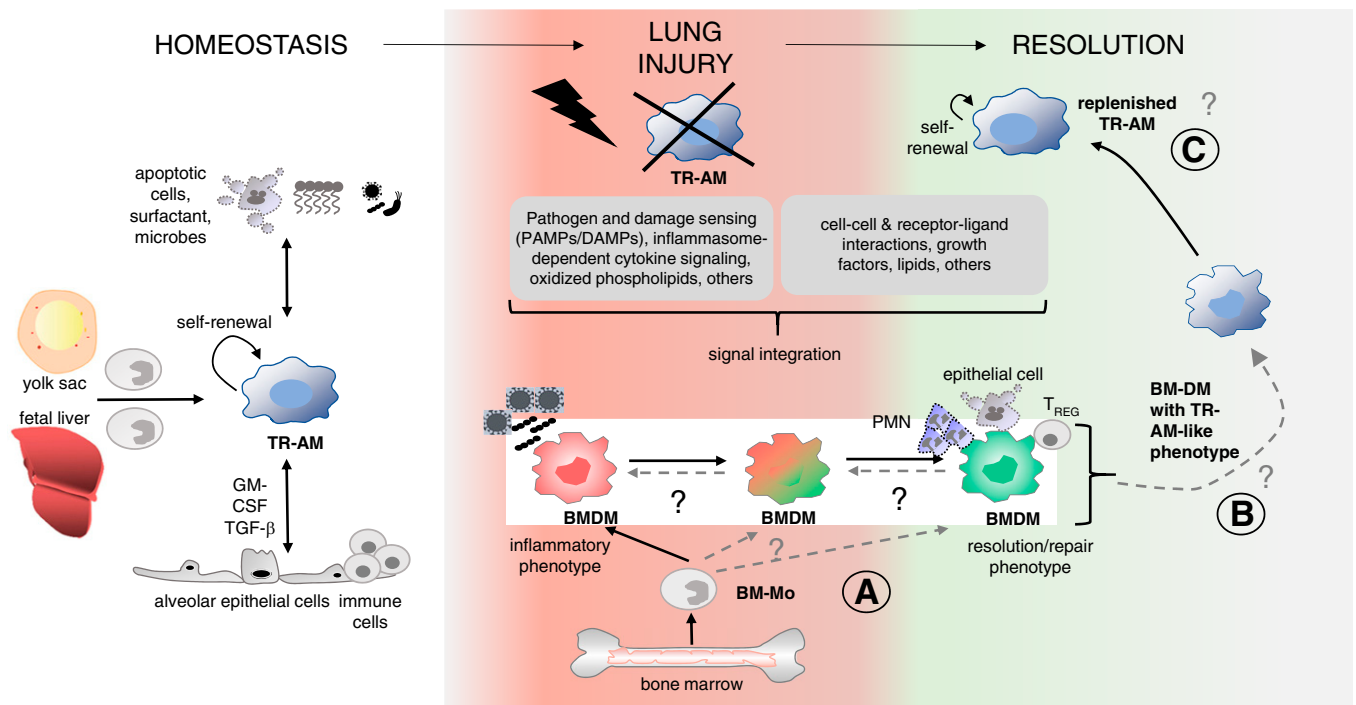 HOMEOSTASIS
LUNG
INJURY
RESOLUTION
apoptotic
cells,
surfactant,
microbes
self-renewal
yolk sac
fetal liver
TR-AM
GM-
CSF
TGF-β
alveolar epithelial cells
immune
cells
TR-AM
Pathogen and damage sensing
(PAMPs/DAMPs), inflammasome-
dependent cytokine signaling,
oxidized phospholipids, others
cell-cell & receptor-ligand
interactions, growth
factors, lipids, others
signal integration
self-
renewal
replenished
TR-AM
?
C
epithelial cell
PMN
TREG
BMDM
?
BMDM
?
BMDM
inflammatory
phenotype
?
resolution/repair
phenotype
BM-Mo
A
bone marrow
BM-DM
with TR-
AM-like
phenotype
?
B